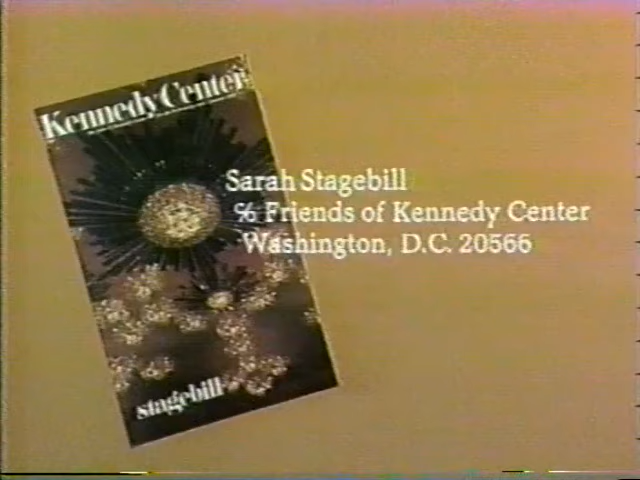 Kennedy Center
Sarah Stagebill
℅ Friends of Kennedy Center
Washington, D.C. 20566
stagebill